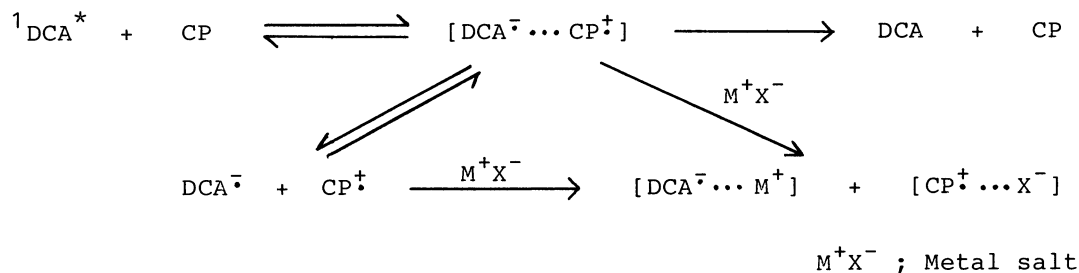 ¹DCA* + CP ⇌ [DCA⁻• ••• CP⁺•] → DCA + CP
M⁺X⁻
DCA⁻• + CP⁺• M⁺X⁻ → [DCA⁻• ••• M⁺] + [CP⁺• ••• X⁻]
M⁺X⁻ ; Metal salt